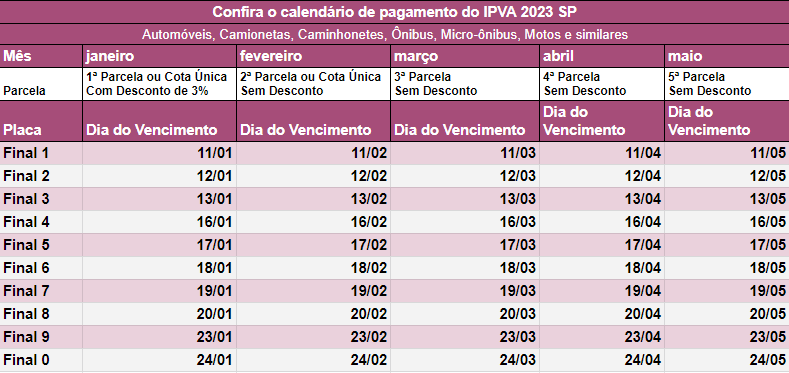 Confira o calendário de pagamento do IPVA 2023 SP
Automóveis, Camionetas, Caminhonetes, Ônibus, Micro-ônibus, Motos e similares
Mês janeiro fevereiro março abril maio
Parcela 1ª Parcela ou Cota Única Com Desconto de 3% 2ª Parcela ou Cota Única Sem Desconto 3ª Parcela Sem Desconto 4ª Parcela Sem Desconto 5ª Parcela Sem Desconto
Placa Dia do Vencimento Dia do Vencimento Dia do Vencimento Dia do Vencimento Dia do Vencimento
Final 1 11/01 11/02 11/03 11/04 11/05
Final 2 12/01 12/02 12/03 12/04 12/05
Final 3 13/01 13/02 13/03 13/04 13/05
Final 4 16/01 16/02 16/03 16/04 16/05
Final 5 17/01 17/02 17/03 17/04 17/05
Final 6 18/01 18/02 18/03 18/04 18/05
Final 7 19/01 19/02 19/03 19/04 19/05
Final 8 20/01 20/02 20/03 20/04 20/05
Final 9 23/01 23/02 23/03 23/04 23/05
Final 0 24/01 24/02 24/03 24/04 24/05